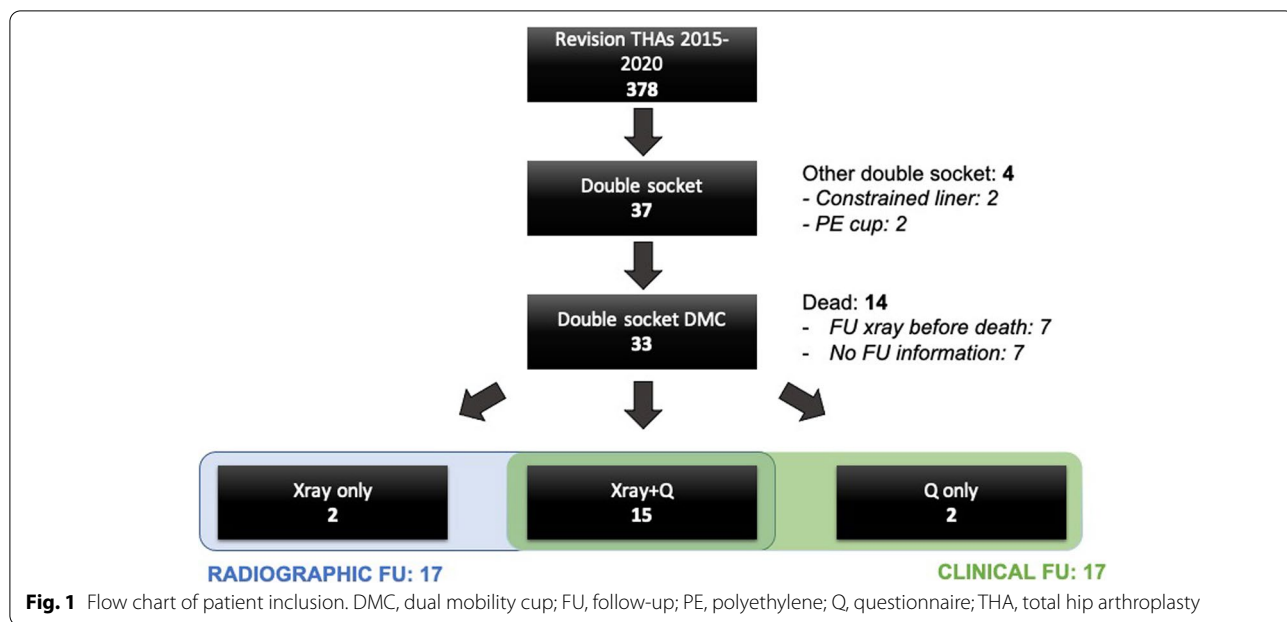 Revision THAs 2015-
2020
378
Double socket
37
Other double socket: 4
- Constrained liner: 2
- PE cup: 2
Double socket DMC
33
Dead: 14
- FU xray before death: 7
- No FU information: 7
Xray only
2
Xray+Q
15
Q only
2
RADIOGRAPHIC FU: 17
CLINICAL FU: 17
Fig. 1 Flow chart of patient inclusion. DMC, dual mobility cup; FU, follow-up; PE, polyethylene; Q, questionnaire; THA, total hip arthroplasty